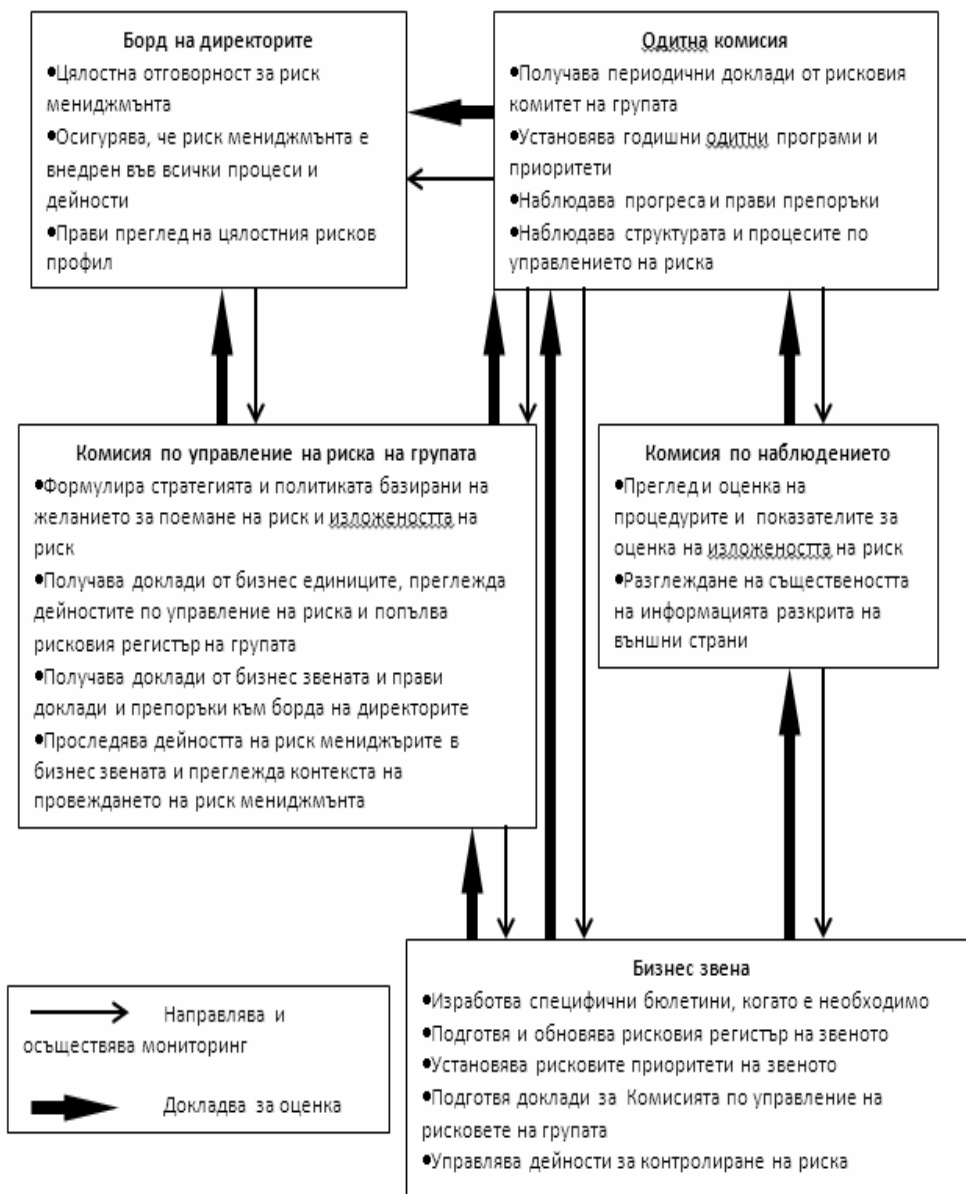 Борд на директорите
•Цялостна отговорност за риск
мениджмънта
•Осигурява, че риск мениджмънта е
внедрен във всички процеси и
дейности
•Прави преглед на цялостния рисков
профил
Одитна комисия
•Получава периодични доклади от рисковия
комитет на групата
•Установява годишни одитни програми и
приоритети
•Наблюдава прогреса и прави препоръки
•Наблюдава структурата и процесите по
управлението на риска
Комисия по управление на риска на групата
•Формулира стратегията и политиката базирани на
желанието за поемане на риск и изложеността на
риск
•Получава доклади от бизнес единиците, преглежда
дейностите по управление на риска и попълва
рисковия регистър на групата
•Получава доклади от бизнес звената и прави
доклади и препоръки към борда на директорите
•Проследява дейността на риск мениджърите в
бизнес звената и преглежда контекста на
провеждането на риск мениджмънта
Комисия по наблюдението
•Преглед и оценка на
процедурите и показателите за
оценка на изложеността на риск
•Разглеждане на съществеността
на информацията разкрита на
външни страни
Направлява и
осъществява мониторинг
Докладва за оценка
Бизнес звена
•Изработва специфични бюлетини, когато е необходимо
•Подготвя и обновява рисковия регистър на звеното
•Установява рисковите приоритети на звеното
•Подготвя доклади за Комисията по управление на
рисковете на групата
•Управлява дейности за контролиране на риска